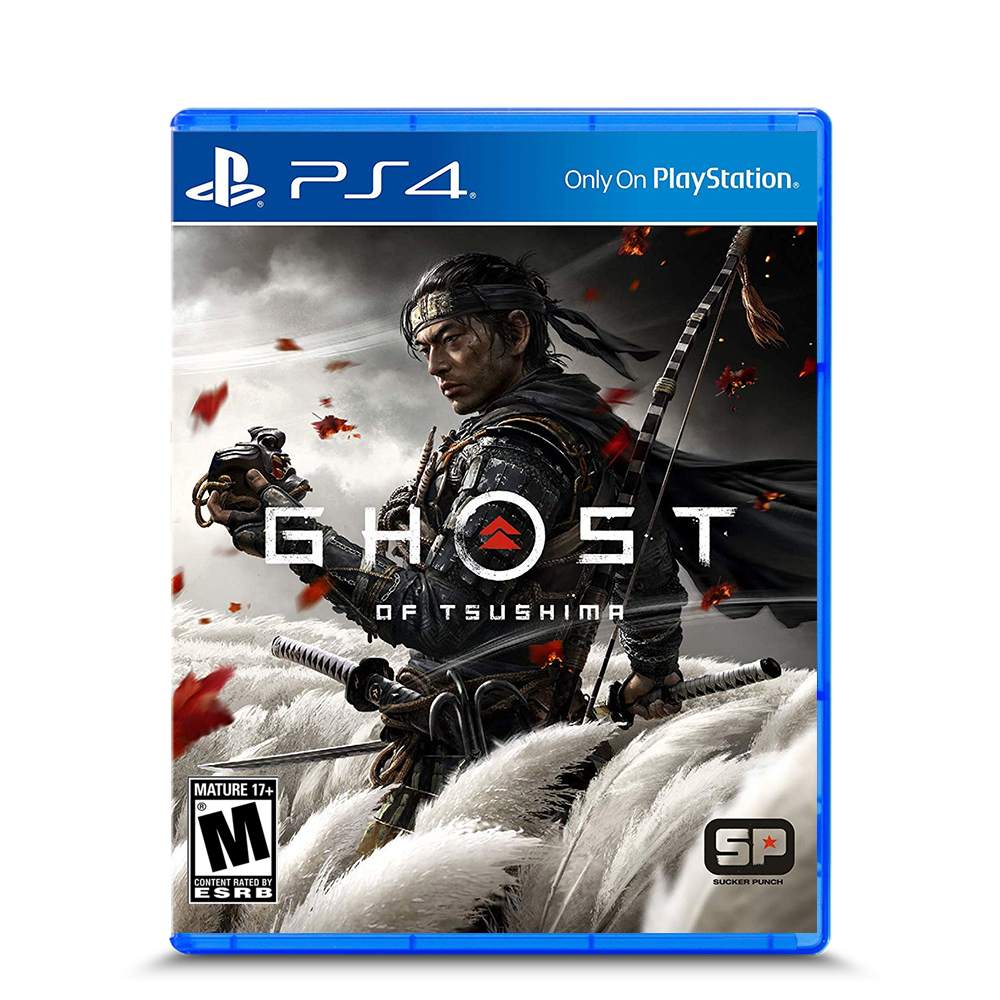 PS4®
Only On PlayStation®
GHOST
OF TSUSHIMA
MATURE 17+
M®
CONTENT RATED BY
ESRB
SP
SUCKER PUNCH